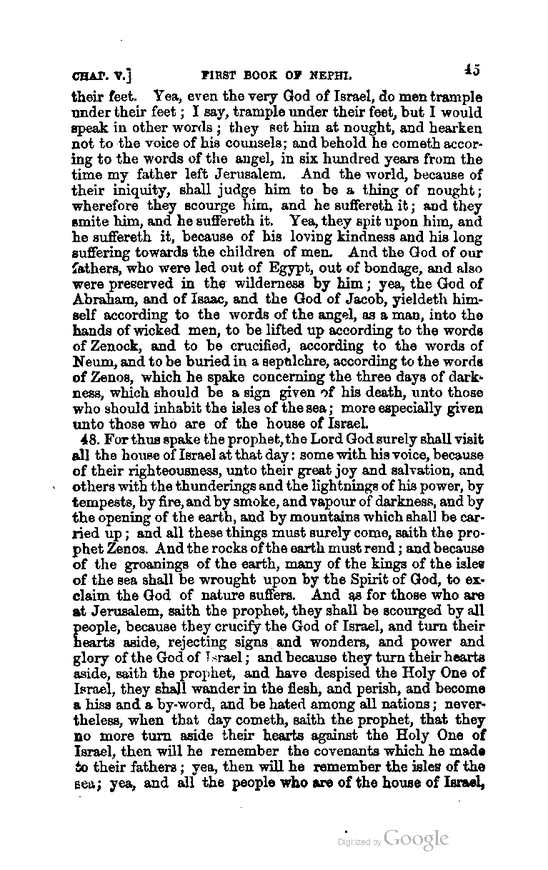 CHAP. V.] FIRST BOOK OF NEPHI. 45
their feet. Yea, even the very God of Israel, do men trample
under their feet; I say, trample under their feet, but I would
speak in other words; they set him at nought, and hearken
not to the voice of his counsels; and behold he cometh accor-
ing to the words of the angel, in six hundred years from the
time my father left Jerusalem. And the world, because of
their iniquity, shall judge him to be a thing of nought;
wherefore they scourge him, and he suffereth it; and they
smite him, and he suffereth it. Yea, they spit upon him, and
he suffereth it, because of his loving kindness and his long
suffering towards the children of men. And the God of our
fathers, who were led out of Egypt, out of bondage, and also
were preserved in the wilderness by him; yea, the God of
Abraham, and of Isaac, and the God of Jacob, yieldeth him-
self according to the words of the angel, as a man, into the
hands of wicked men, to be lifted up according to the words
of Zenock, and to be crucified, according to the words of
Neum, and to be buried in a sepulchre, according to the words
of Zenos, which he spake concerning the three days of dark-
ness, which should be a sign given of his death, unto those
who should inhabit the isles of the sea; more especially given
unto those who are of the house of Israel.
48. For thus spake the prophet, the Lord God surely shall visit
all the house of Israel at that day: some with his voice, because
of their righteousness, unto their great joy and salvation, and
others with the thunderings and the lightnings of his power, by
tempests, by fire, and by smoke, and vapour of darkness, and by
the opening of the earth, and by mountains which shall be car-
ried up; and all these things must surely come, saith the pro-
phet Zenos. And the rocks of the earth must rend; and because
of the groanings of the earth, many of the kings of the isles
of the sea shall be wrought upon by the Spirit of God, to ex-
claim the God of nature suffers. And as for those who are
at Jerusalem, saith the prophet, they shall be scourged by all
people, because they crucify the God of Israel, and turn their
hearts aside, rejecting signs and wonders, and power and
glory of the God of Israel; and because they turn their hearts
aside, saith the prophet, and have despised the Holy One of
Israel, they shall wander in the flesh, and perish, and become
a hiss and a by-word, and be hated among all nations; never-
theless, when that day cometh, saith the prophet, that they
no more turn aside their hearts against the Holy One of
Israel, then will he remember the covenants which he made
to their fathers; yea, then will he remember the isles of the
sea; yea, and all the people who are of the house of Israel,
Digitized by Google